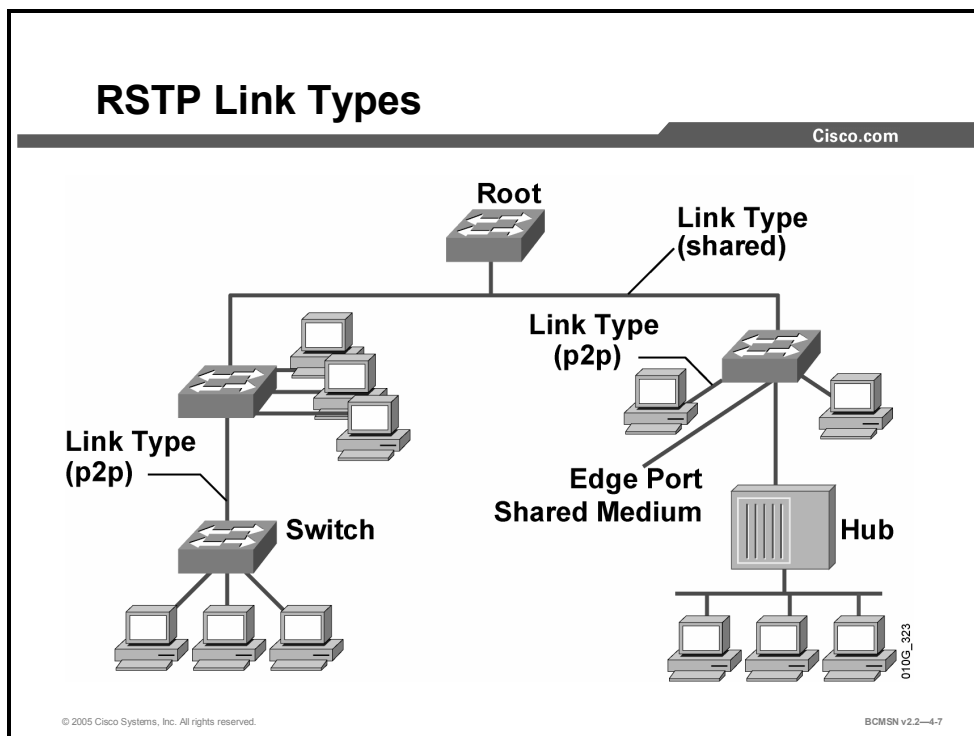 RSTP Link Types
Cisco.com
Root
Link Type
(shared)
Link Type
(p2p)
Link Type
(p2p)
Edge Port
Shared Medium
Switch
Hub
010G_323
© 2005 Cisco Systems, Inc. All rights reserved.
BCMSN v2.2—4-7